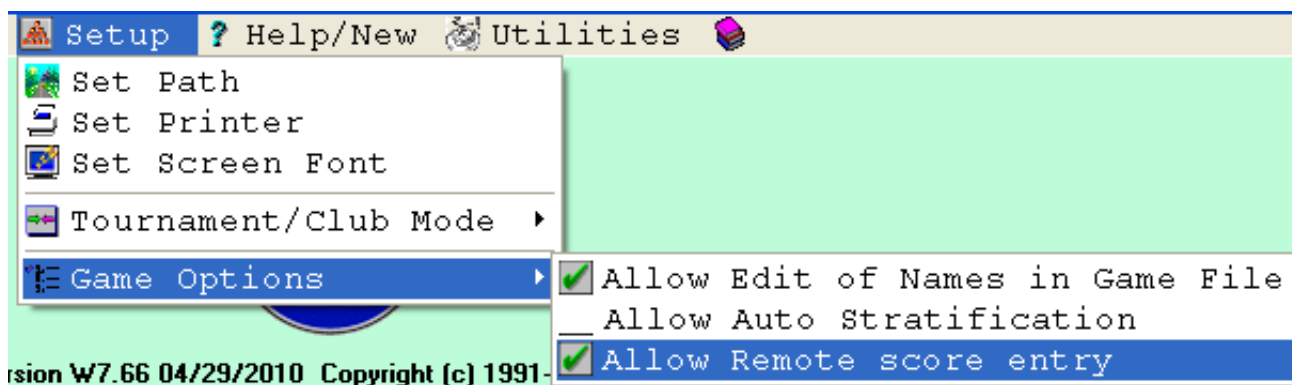 Setup ? Help/New Utilities
Set Path
Set Printer
Set Screen Font
Tournament/Club Mode
Game Options
Allow Edit of Names in Game File
Allow Auto Stratification
Allow Remote score entry
rsion W7.66 04/29/2010 Copyright (c) 1991-